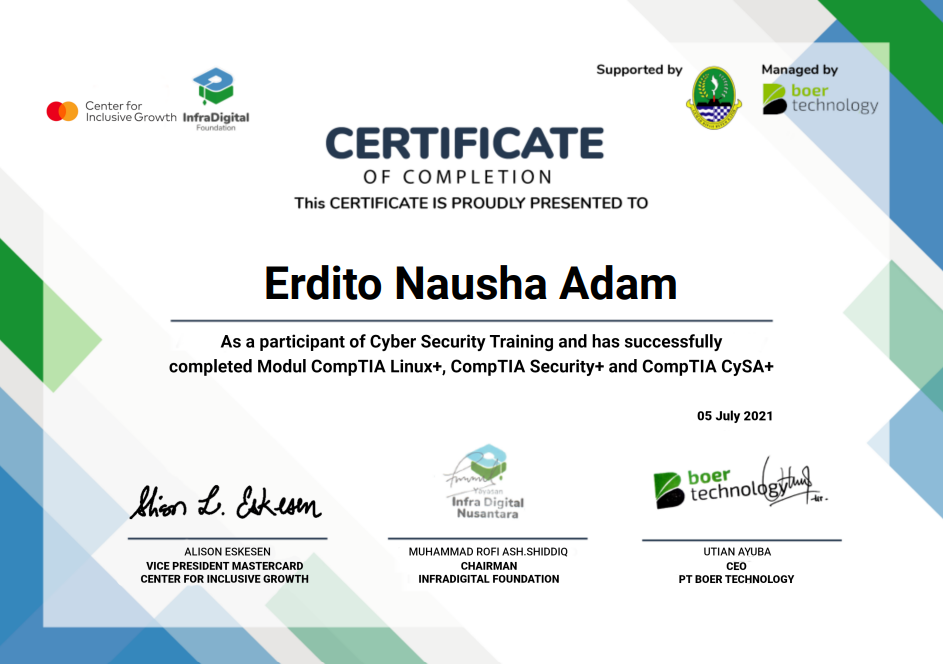 Center for
Inclusive Growth
InfraDigital
Foundation
Supported by
Managed by
boer
technology
CERTIFICATE
OF COMPLETION
This CERTIFICATE IS PROUDLY PRESENTED TO
Erdito Nausha Adam
As a participant of Cyber Security Training and has successfully
completed Modul CompTIA Linux+, CompTIA Security+ and CompTIA CySA+
05 July 2021
Alison L. Eskesen
Yayasan
Infra Digital
Nusantara
boer
technology
ALISON ESKESEN
VICE PRESIDENT MASTERCARD
CENTER FOR INCLUSIVE GROWTH
MUHAMMAD ROFI ASH.SHIDDIQ
CHAIRMAN
INFRADIGITAL FOUNDATION
UTIAN AYUBA
CEO
PT BOER TECHNOLOGY